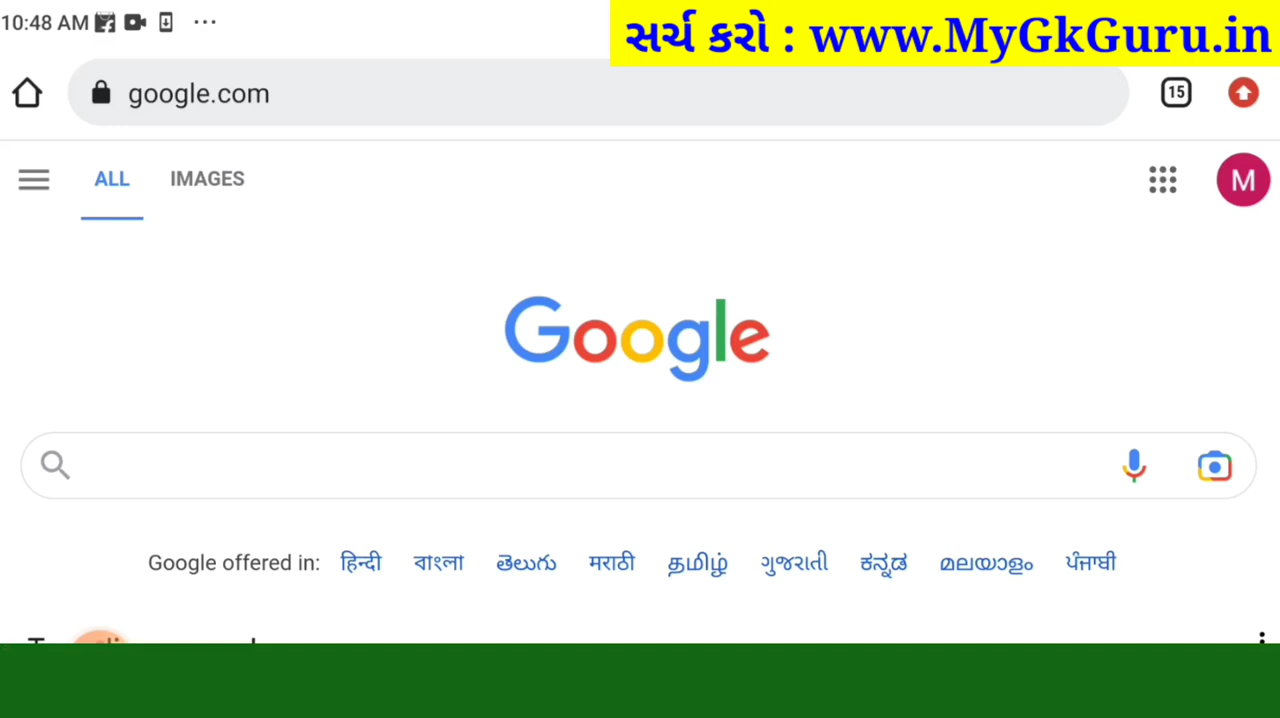 10:48 AM
સર્ચ કરો : www.MyGkGuru.in
google.com
15
ALL IMAGES
M
Google
Google offered in: हिन्दी বাংলা తెలుగు मराठी தமிழ் ગુજરાતી ಕನ್ನಡ മലയാളം ਪੰਜਾਬੀ